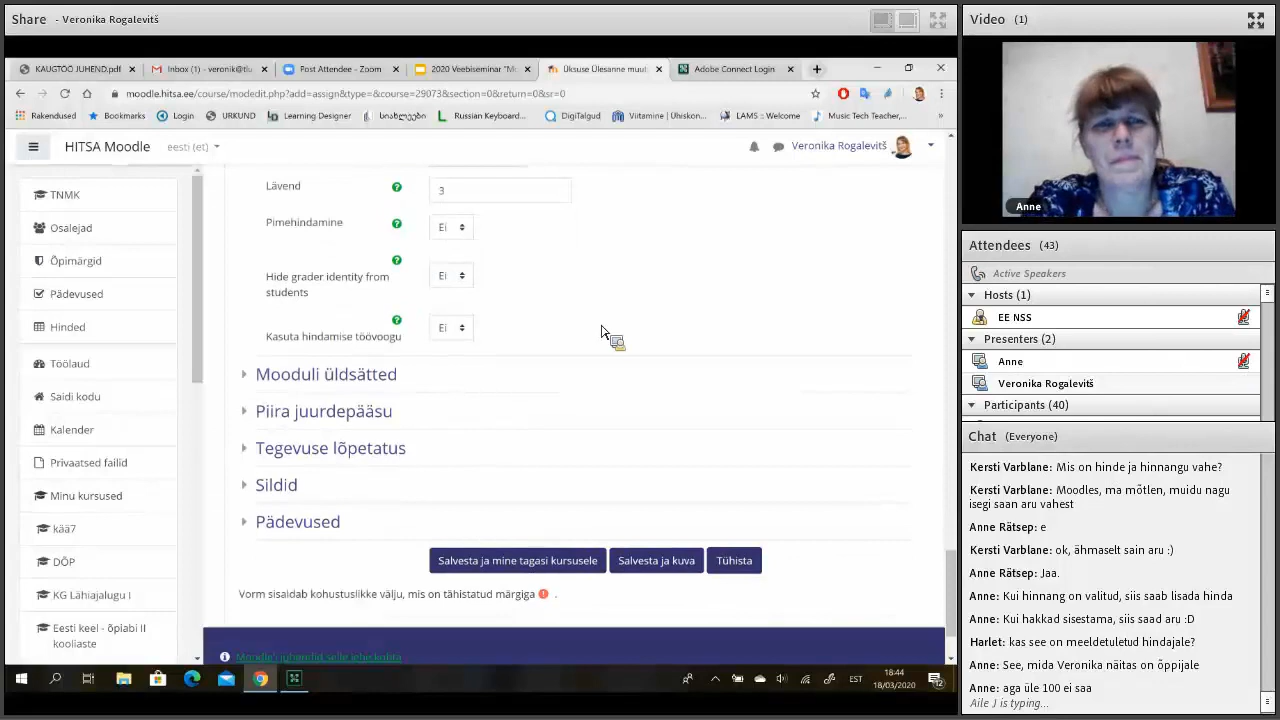 Share - Veronika Rogalevitš
KAUGTÖÖ JUHEND.pdf
Inbox (1) - veronik@tlu
Post Attendee - Zoom
2020 Veebiseminar "M
Üksuse Ülesanne muut
Adobe Connect Login
moodle.hitsa.ee/course/modedit.php?add=assign&type=&course=29073&section=0&return=0&sr=0
Rakendused
Bookmarks
Login
URKUND
Learning Designer
სიახლეები
Russian Keyboard...
DigiTalgud
Viitamine | Ühiskon...
LAMS :: Welcome
Music Tech Teacher,...
HITSA Moodle
eesti (et)
Veronika Rogalevitš
TNMK
Osalejad
Õpimärgid
Pädevused
Hinded
Töölaud
Saidi kodu
Kalender
Privaatsed failid
Minu kursused
kää7
DÕP
KG Lähiajalugu I
Eesti keel - õpiabi II
kooliaste
Lävend
3
Pimehindamine
Ei
Hide grader identity from
students
Ei
Kasuta hindamise töövoogu
Ei
Mooduli üldsätted
Piira juurdepääsu
Tegevuse lõpetatus
Sildid
Pädevused
Salvesta ja mine tagasi kursusele
Salvesta ja kuva
Tühista
Vorm sisaldab kohustuslikke välju, mis on tähistatud märgiga .
Moodle'i juhendid selle lehe kohta
EST
18:44
18/03/2020
12
Video (1)
Anne
Attendees (43)
Active Speakers
Hosts (1)
EE NSS
Presenters (2)
Anne
Veronika Rogalevitš
Participants (40)
Chat (Everyone)
Kersti Varblane: Mis on hinde ja hinnangu vahe?
Kersti Varblane: Moodles, ma mõtlen, muidu nagu
isegi saan aru vahest
Anne Rätsep: e
Kersti Varblane: ok, ähmaselt sain aru :)
Anne Rätsep: Jaa.
Anne: Kui hinnang on valitud, siis saab lisada hinda
Anne: Kui hakkad sisestama, siis saad aru :D
Harlet: kas see on meeldetuletud hindajale?
Anne: See, mida Veronika näitas on õppijale
Anne: aga üle 100 ei saa
Aile J is typing...